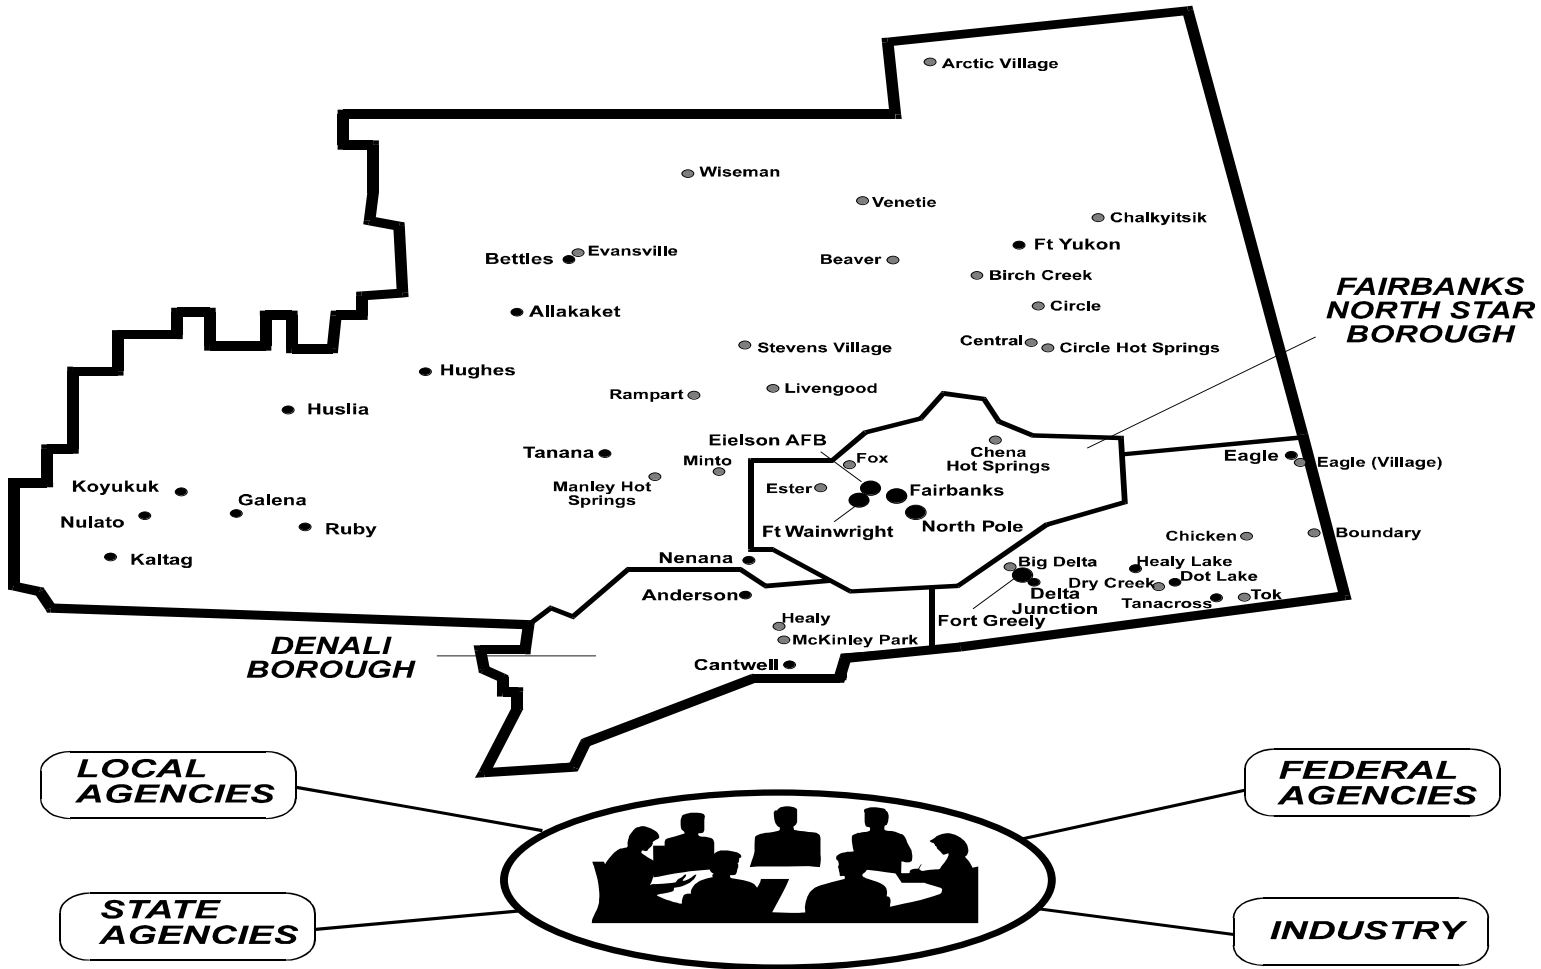 Arctic Village
Wiseman
Venetie
Chalkyitsik
Ft Yukon
Evansville
Bettles
Beaver
Birch Creek
FAIRBANKS
NORTH STAR
BOROUGH
Circle
Allakaket
Central
Circle Hot Springs
Stevens Village
Hughes
Livengood
Rampart
Huslia
Eielson AFB
Tanana
Minto
Fox
Chena
Hot Springs
Eagle
Eagle (Village)
Manley Hot
Springs
Ester
Fairbanks
Koyukuk
Galena
Nulato
Ruby
Ft Wainwright
North Pole
Chicken
Boundary
Kaltag
Nenana
Big Delta
Healy Lake
Dry Creek
Dot Lake
Anderson
Delta
Junction
Tanacross
Tok
Healy
Fort Greely
McKinley Park
DENALI
BOROUGH
Cantwell
LOCAL
AGENCIES
FEDERAL
AGENCIES
STATE
AGENCIES
INDUSTRY